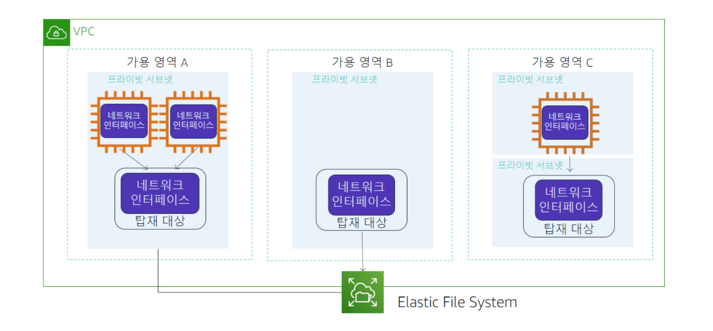 VPC
가용 영역 A
프라이빗 서브넷
네트워크
인터페이스
네트워크
인터페이스
네트워크
인터페이스
탑재 대상
가용 영역 B
프라이빗 서브넷
네트워크
인터페이스
탑재 대상
가용 영역 C
프라이빗 서브넷
네트워크
인터페이스
프라이빗 서브넷
네트워크
인터페이스
탑재 대상
Elastic File System